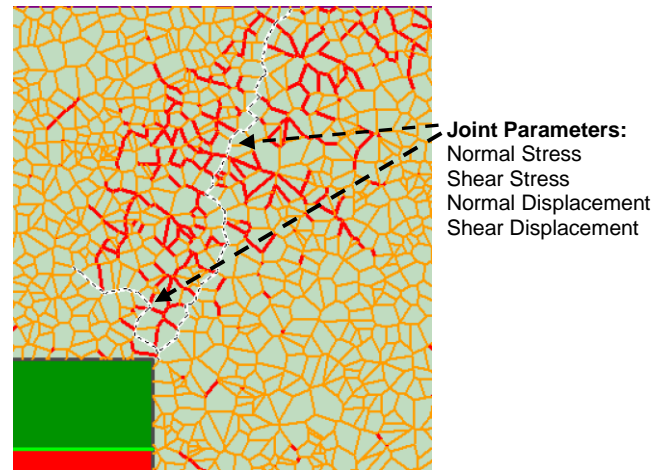 Joint Parameters:
Normal Stress
Shear Stress
Normal Displacement
Shear Displacement